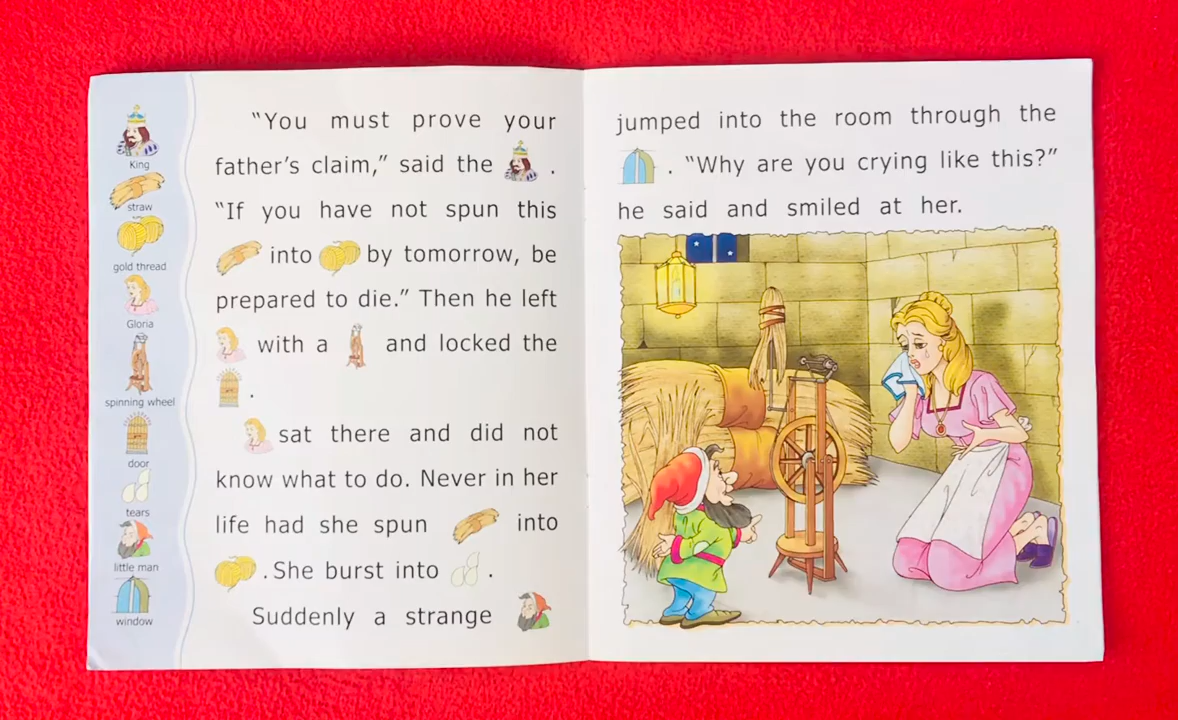 King
straw
gold thread
Gloria
spinning wheel
door
tears
little man
window
“You must prove your
father’s claim,” said the .
“If you have not spun this
into by tomorrow, be
prepared to die.” Then he left
with a and locked the
.
sat there and did not
know what to do. Never in her
life had she spun into
. She burst into .
Suddenly a strange
jumped into the room through the
. “Why are you crying like this?”
he said and smiled at her.